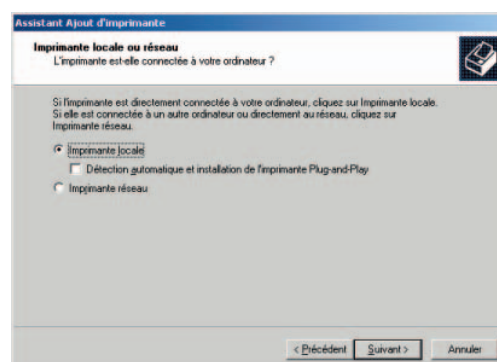 Assistant Ajout d'imprimante
Imprimante locale ou réseau
L'imprimante est-elle connectée à votre ordinateur ?
Si l'imprimante est directement connectée à votre ordinateur, cliquez sur Imprimante locale.
Si elle est connectée à un autre ordinateur ou directement au réseau, cliquez sur
Imprimante réseau.
Imprimante locale
Détection automatique et installation de l'imprimante Plug-and-Play
Imprimante réseau
< Précédent Suivant > Annuler